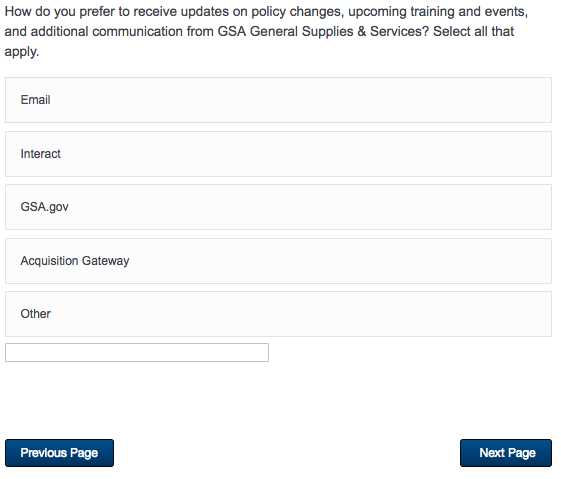 How do you prefer to receive updates on policy changes, upcoming training and events,
and additional communication from GSA General Supplies & Services? Select all that
apply.
Email
Interact
GSA.gov
Acquisition Gateway
Other
Previous Page
Next Page